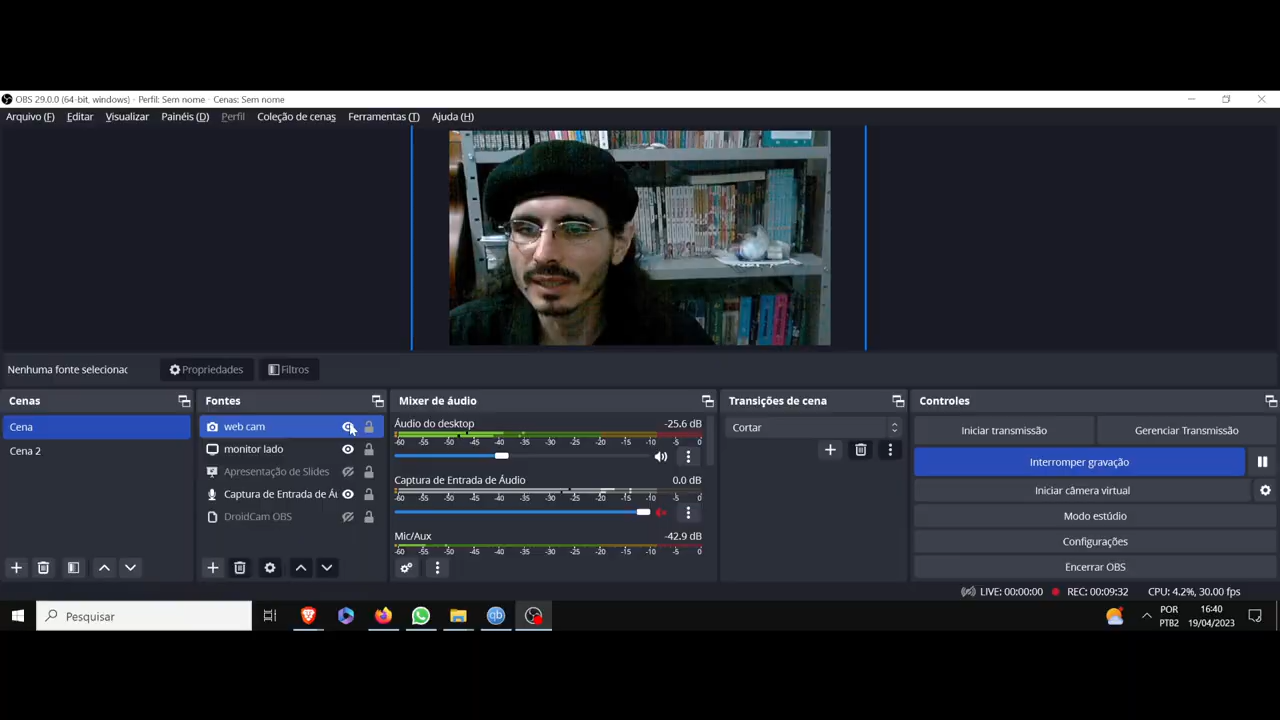 OBS 29.0.0 (64-bit, windows) - Perfil: Sem nome - Cenas: Sem nome
Arquivo (F) Editar Visualizar Painéis (D) Perfil Coleção de cenas Ferramentas (T) Ajuda (H)
Nenhuma fonte selecionac Propriedades Filtros
Cenas
Cena
Cena 2
Fontes
web cam
monitor lado
Apresentação de Slides
Captura de Entrada de Áu
DroidCam OBS
Mixer de áudio
Áudio do desktop -25.6 dB
-60 -55 -50 -45 -40 -35 -30 -25 -20 -15 -10 -5 0
Captura de Entrada de Áudio 0.0 dB
-60 -55 -50 -45 -40 -35 -30 -25 -20 -15 -10 -5 0
Mic/Aux -42.9 dB
-60 -55 -50 -45 -40 -35 -30 -25 -20 -15 -10 -5 0
Transições de cena
Cortar
Controles
Iniciar transmissão Gerenciar Transmissão
Interromper gravação
Iniciar câmera virtual
Modo estúdio
Configurações
Encerrar OBS
LIVE: 00:00:00 REC: 00:09:32 CPU: 4.2%, 30.00 fps
Pesquisar
qb
POR
PTB2
16:40
19/04/2023